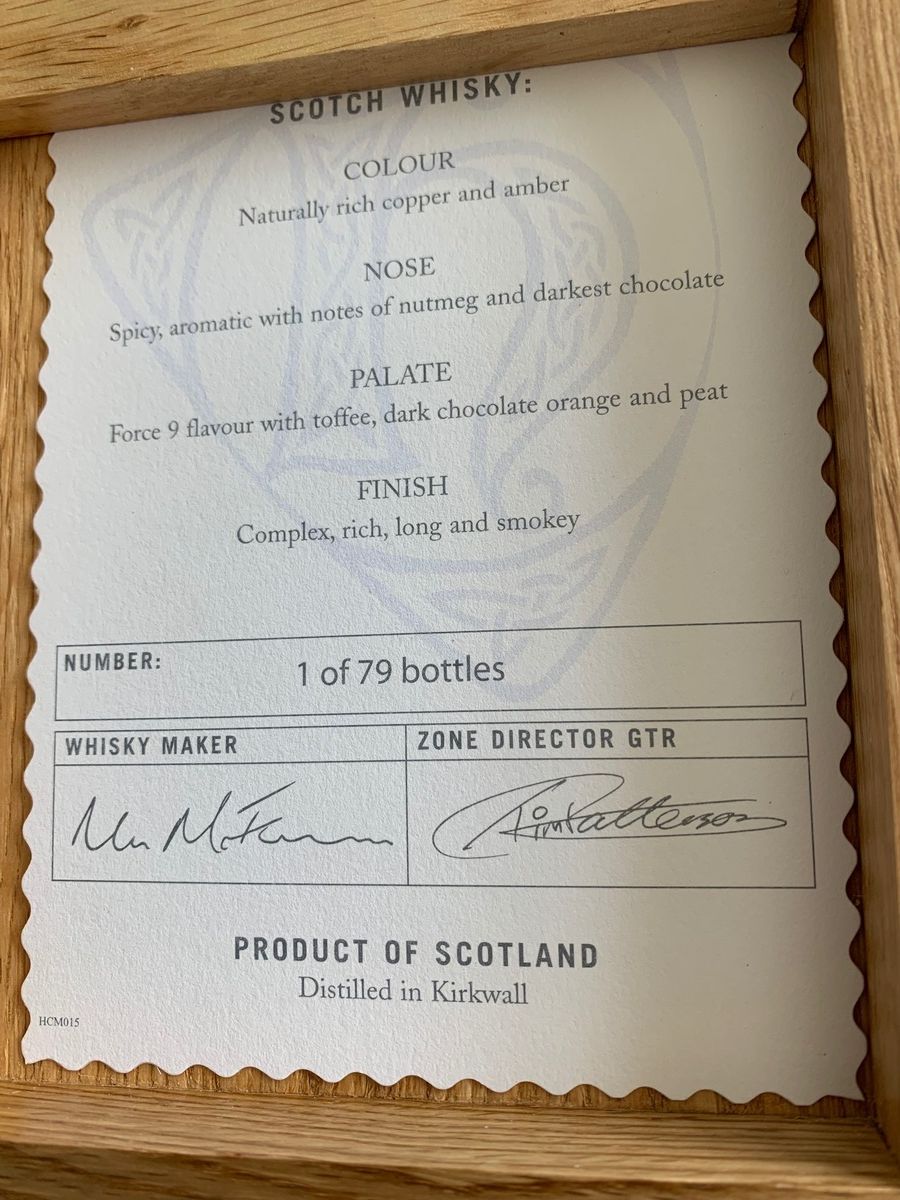 SCOTCH WHISKY:
COLOUR
Naturally rich copper and amber
NOSE
Spicy, aromatic with notes of nutmeg and darkest chocolate
PALATE
Force 9 flavour with toffee, dark chocolate orange and peat
FINISH
Complex, rich, long and smokey
NUMBER: 1 of 79 bottles
WHISKY MAKER ZONE DIRECTOR GTR
PRODUCT OF SCOTLAND
Distilled in Kirkwall
HCM015